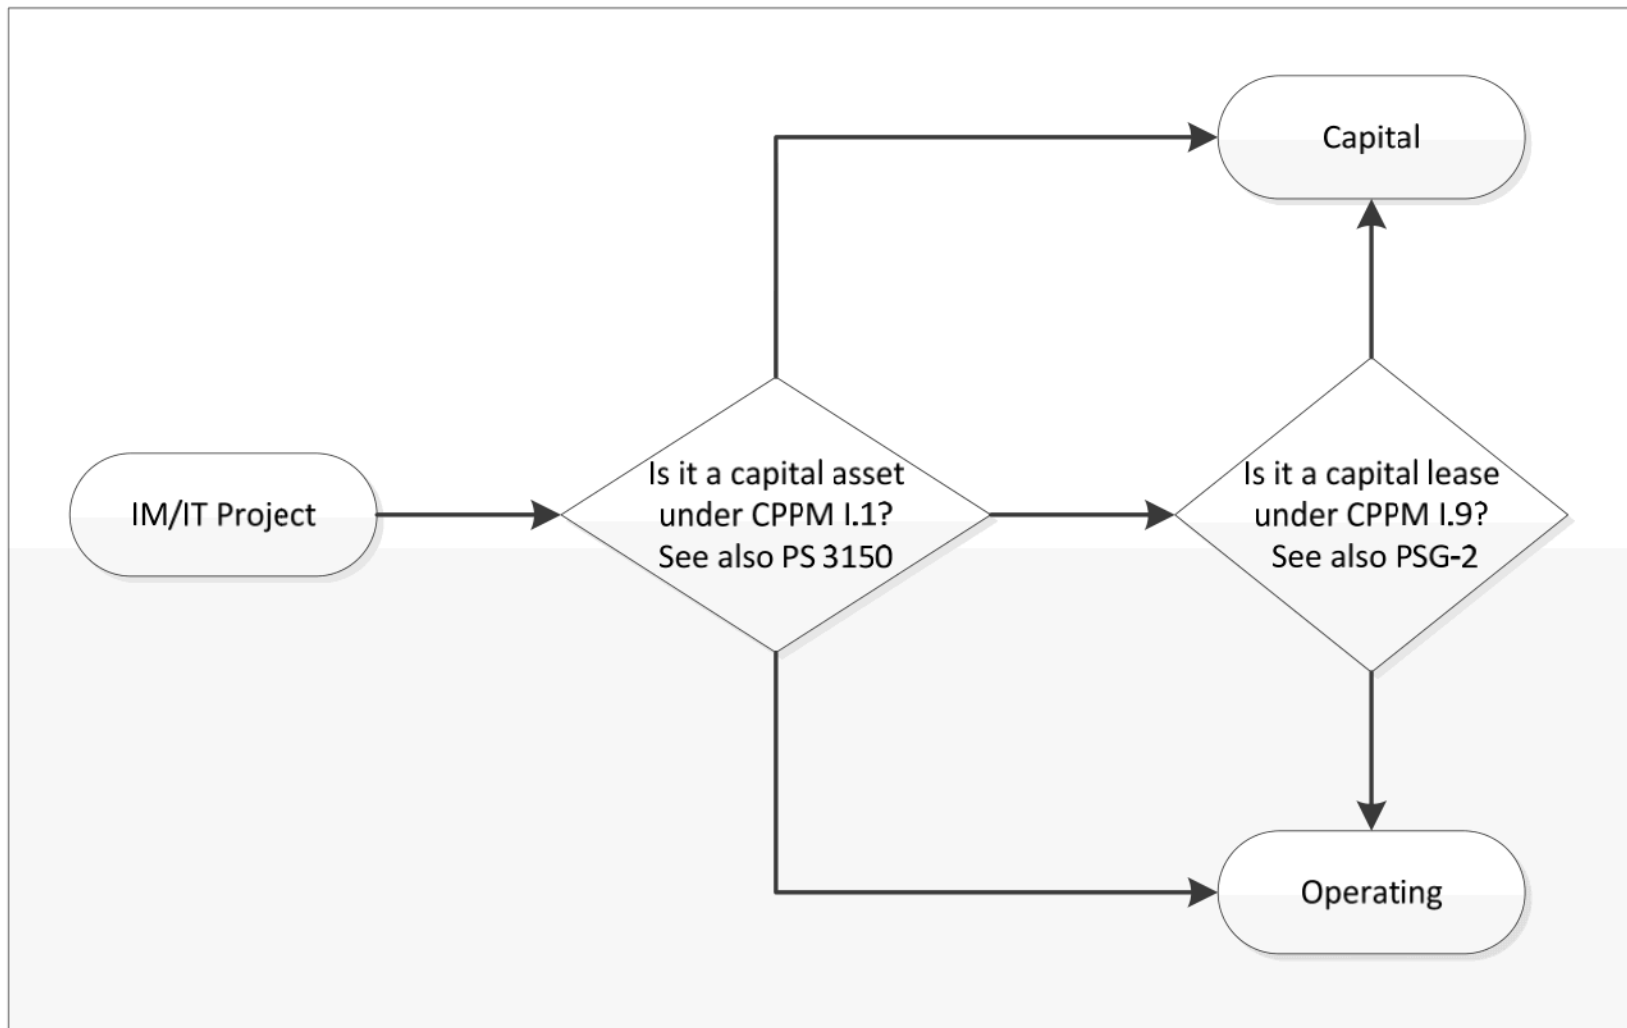 Capital
IM/IT Project
Is it a capital asset
under CPPM I.1?
See also PS 3150
Is it a capital lease
under CPPM I.9?
See also PSG-2
Operating